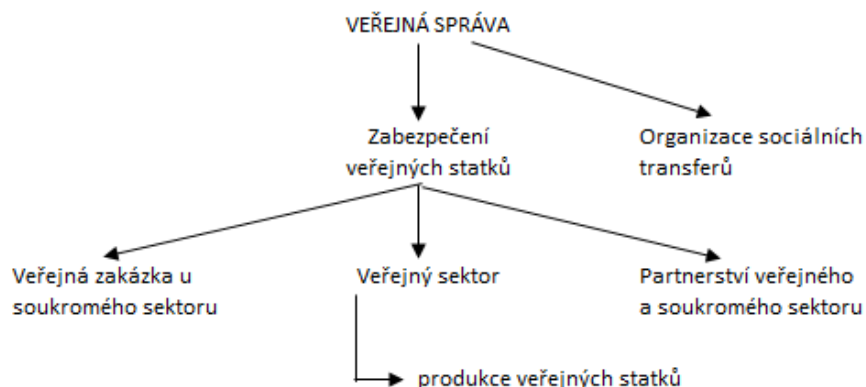 VEŘEJNÁ SPRÁVA
Zabezpečení
veřejných statků
Organizace sociálních
transferů
Veřejná zakázka u
soukromého sektoru
Veřejný sektor
Partnerství veřejného
a soukromého sektoru
produkce veřejných statků